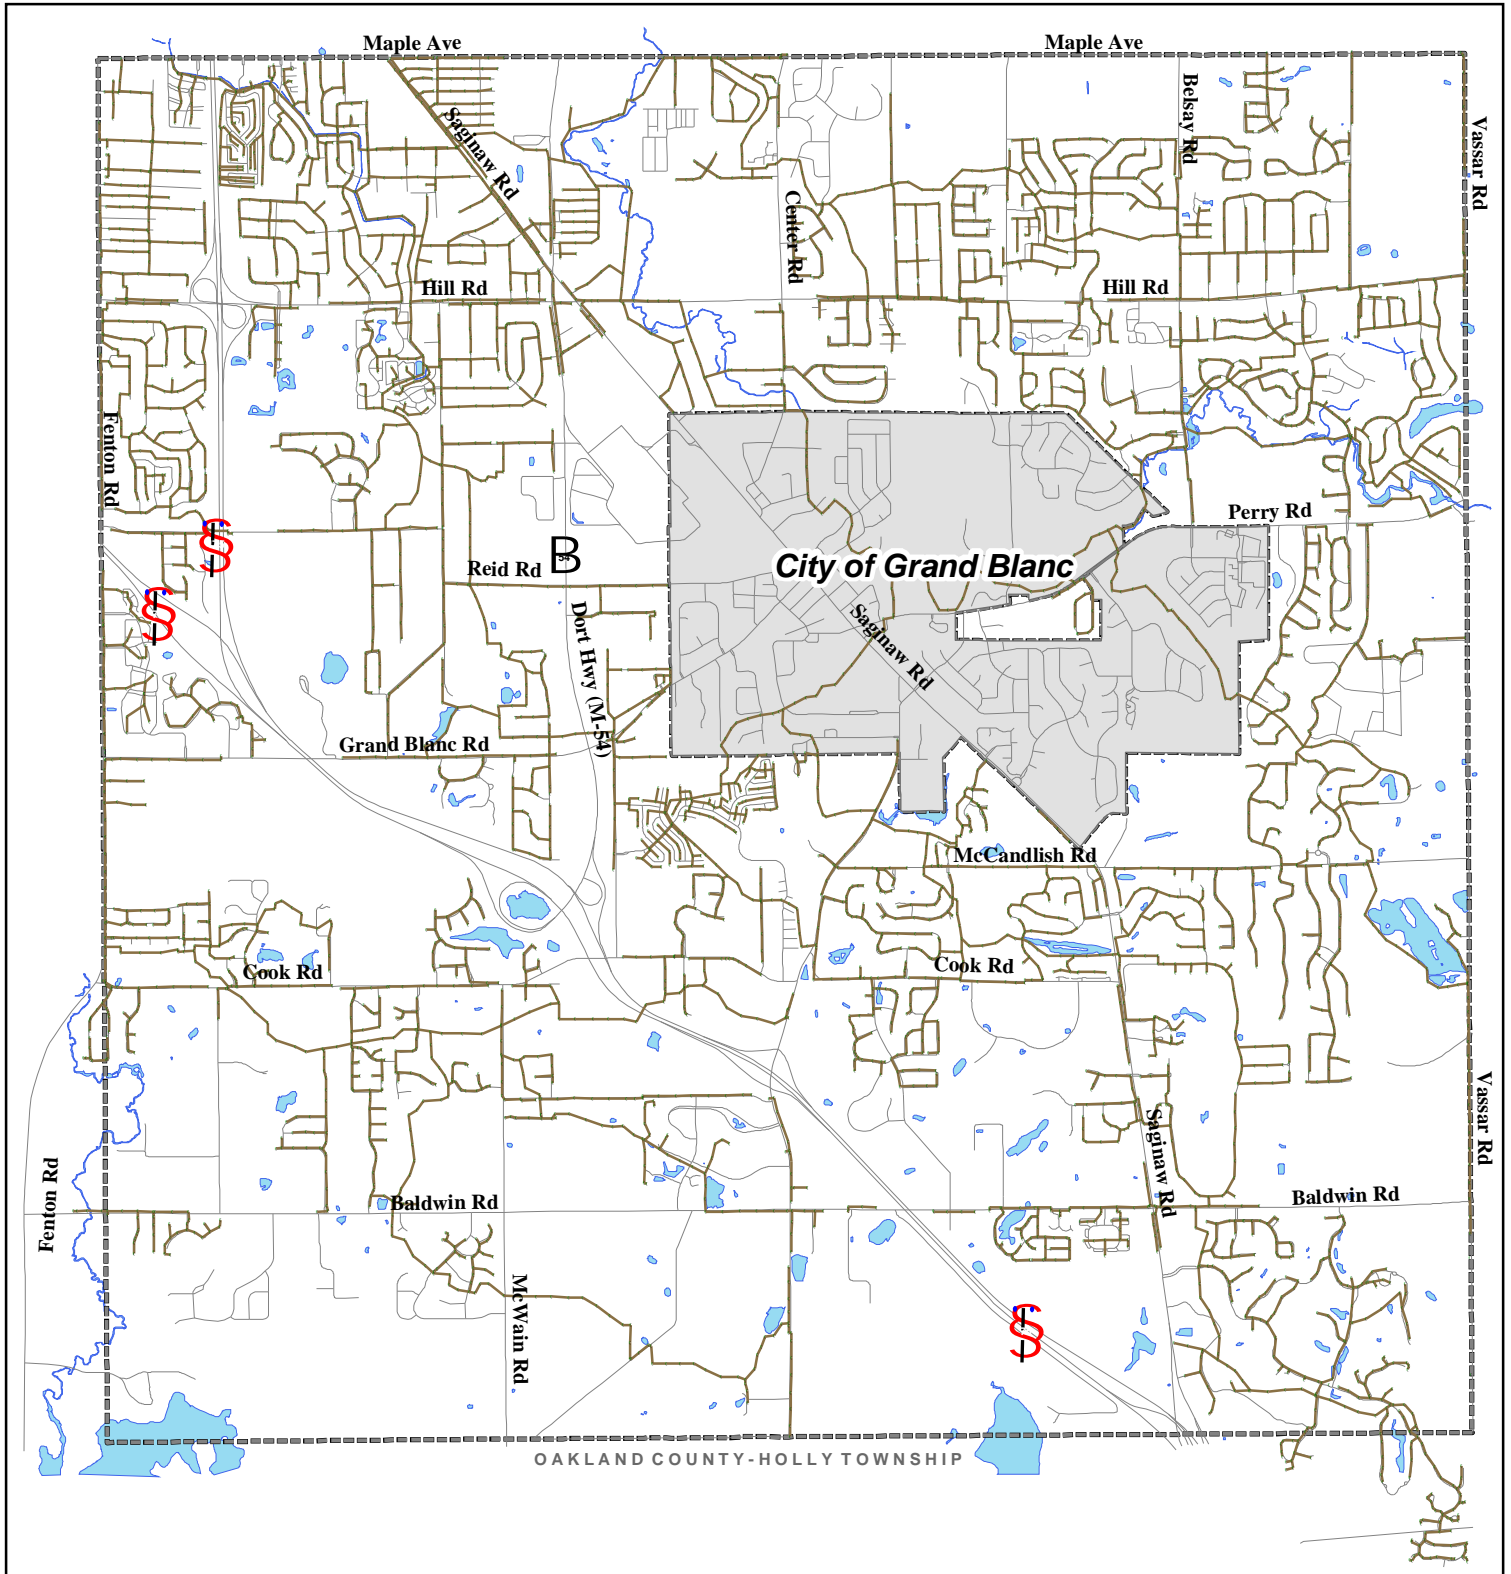 Maple Ave
Maple Ave
Saginaw Rd
Belsay Rd
Vassar Rd
Center Rd
Hill Rd
Hill Rd
Fenton Rd
Perry Rd
B
54
Reid Rd
City of Grand Blanc
Saginaw Rd
Dort Hwy (M-54)
Grand Blanc Rd
McCandlish Rd
Cook Rd
Cook Rd
Vassar Rd
Saginaw Rd
Fenton Rd
Baldwin Rd
Baldwin Rd
McWain Rd
OAKLAND COUNTY-HOLLY TOWNSHIP